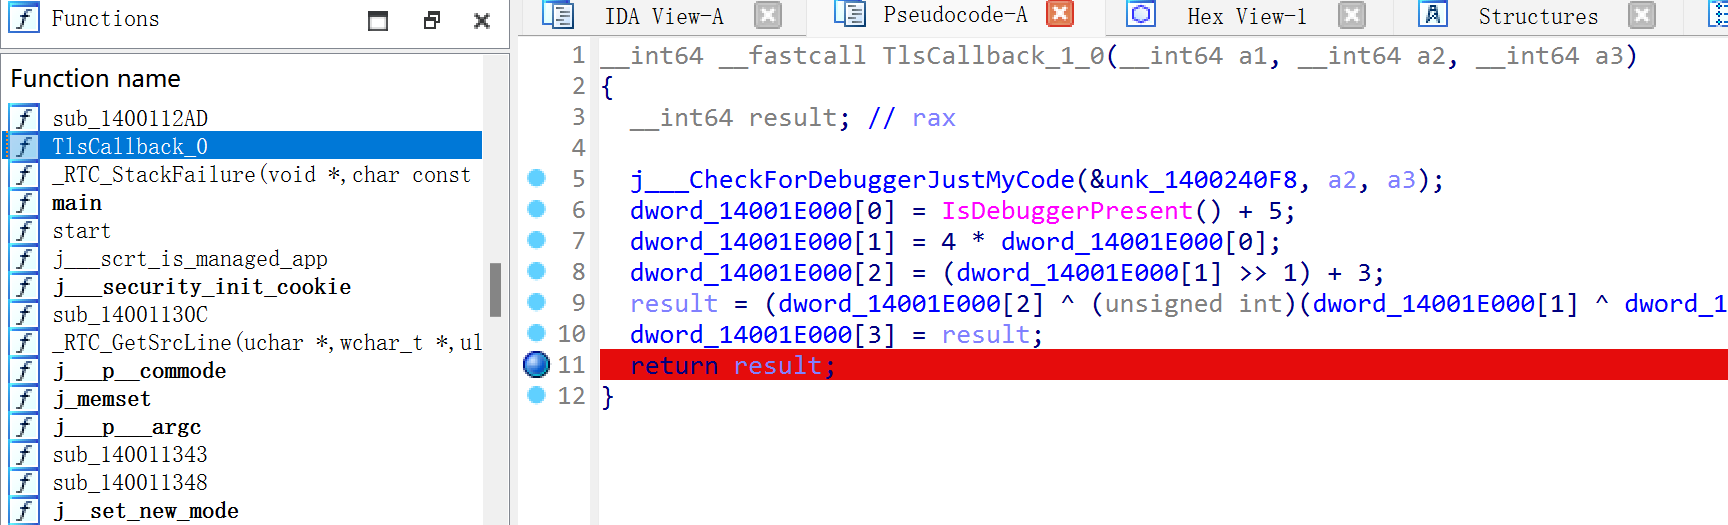 Functions
IDA View-A
Pseudocode-A
Hex View-1
Structures
Function name
sub_1400112AD
TlsCallback_0
_RTC_StackFailure(void *,char const
main
start
j___scrt_is_managed_app
j___security_init_cookie
sub_14001130C
_RTC_GetSrcLine(uchar *,wchar_t *,ul
j___p__commode
j_memset
j___p___argc
sub_140011343
sub_140011348
j__set_new_mode
1 __int64 __fastcall TlsCallback_1_0(__int64 a1, __int64 a2, __int64 a3)
2 {
3 __int64 result; // rax
4
5 j___CheckForDebuggerJustMyCode(&unk_1400240F8, a2, a3);
6 dword_14001E000[0] = IsDebuggerPresent() + 5;
7 dword_14001E000[1] = 4 * dword_14001E000[0];
8 dword_14001E000[2] = (dword_14001E000[1] >> 1) + 3;
9 result = (dword_14001E000[2] ^ (unsigned int)(dword_14001E000[1] ^ dword_1
10 dword_14001E000[3] = result;
11 return result;
12 }